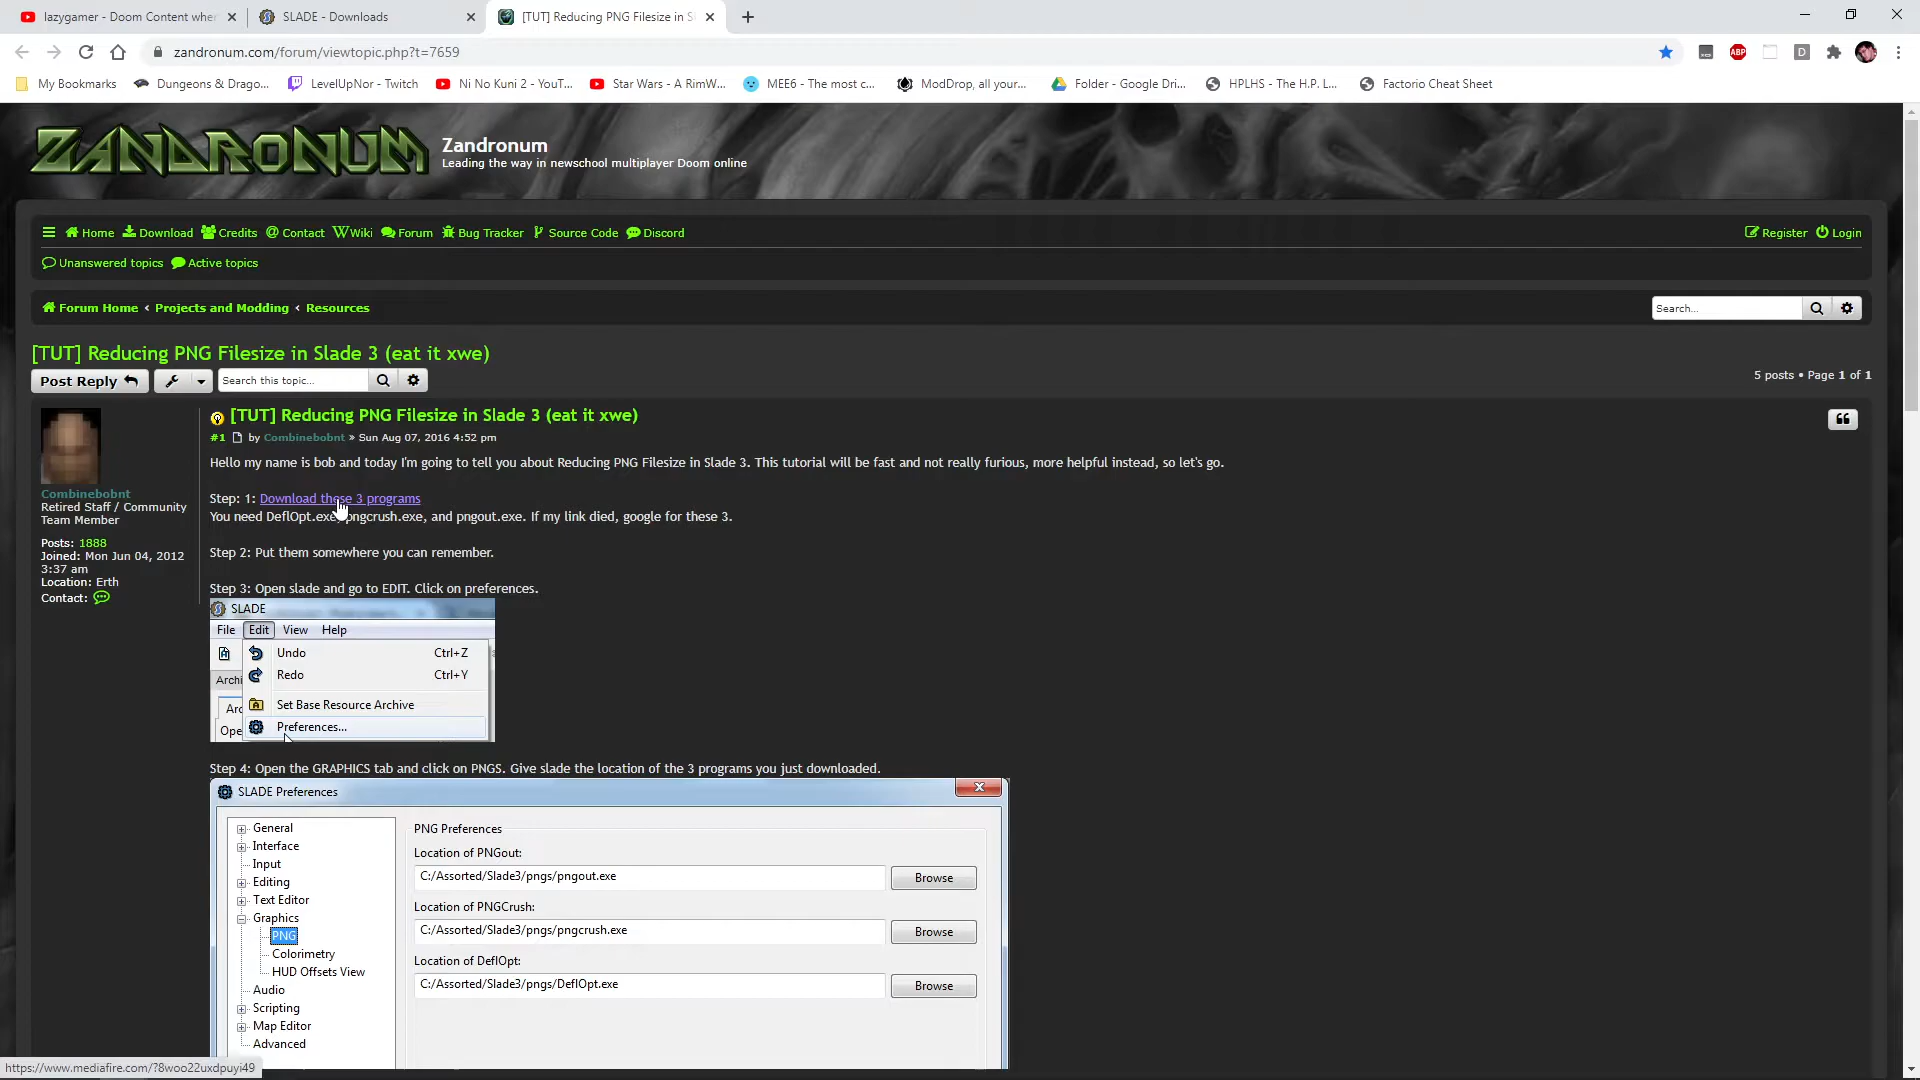 lazygamer - Doom Content wher
SLADE - Downloads
[TUT] Reducing PNG Filesize in S
zandronum.com/forum/viewtopic.php?t=7659
ABP
D
My Bookmarks
Dungeons & Drago...
LevelUpNor - Twitch
Ni No Kuni 2 - YouT...
Star Wars - A RimW...
MEE6 - The most c...
ModDrop, all your...
Folder - Google Dri...
HPLHS - The H.P. L...
Factorio Cheat Sheet
ZANDRONUM
Zandronum
Leading the way in newschool multiplayer Doom online
Home Download Credits Contact Wiki Forum Bug Tracker Source Code Discord
Register Login
Unanswered topics Active topics
Forum Home ‹ Projects and Modding ‹ Resources
Search...
[TUT] Reducing PNG Filesize in Slade 3 (eat it xwe)
Post Reply
Search this topic...
5 posts • Page 1 of 1
[TUT] Reducing PNG Filesize in Slade 3 (eat it xwe)
#1 by Combinebobnt » Sun Aug 07, 2016 4:52 pm
Combinebobnt
Retired Staff / Community
Team Member
Posts: 1888
Joined: Mon Jun 04, 2012
3:37 am
Location: Erth
Contact:
Hello my name is bob and today I'm going to tell you about Reducing PNG Filesize in Slade 3. This tutorial will be fast and not really furious, more helpful instead, so let's go.
Step: 1: Download these 3 programs
You need DeflOpt.exe, pngcrush.exe, and pngout.exe. If my link died, google for these 3.
Step 2: Put them somewhere you can remember.
Step 3: Open slade and go to EDIT. Click on preferences.
SLADE
File Edit View Help
Undo Ctrl+Z
Redo Ctrl+Y
Archi
Set Base Resource Archive
Arc
Preferences...
Ope
Step 4: Open the GRAPHICS tab and click on PNGS. Give slade the location of the 3 programs you just downloaded.
SLADE Preferences
General
Interface
Input
Editing
Text Editor
Graphics
PNG
Colorimetry
HUD Offsets View
Audio
Scripting
Map Editor
Advanced
PNG Preferences
Location of PNGout:
C:/Assorted/Slade3/pngs/pngout.exe
Browse
Location of PNGCrush:
C:/Assorted/Slade3/pngs/pngcrush.exe
Browse
Location of DeflOpt:
C:/Assorted/Slade3/pngs/DeflOpt.exe
Browse
https://www.mediafire.com/?8woo22uxdpuyi49